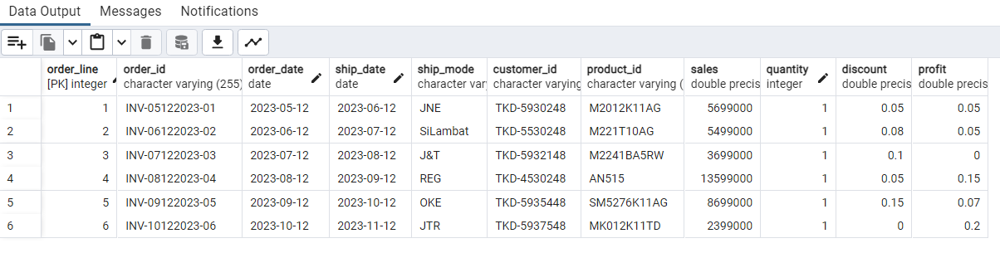 Data Output Messages Notifications
order_line order_id order_date ship_date ship_mode customer_id product_id sales quantity discount profit
[PK] integer character varying (255) date date character var character varying character varying ( double precis integer double precis double precis
1 1 INV-05122023-01 2023-05-12 2023-06-12 JNE TKD-5930248 M2012K11AG 5699000 1 0.05 0.05
2 2 INV-06122023-02 2023-06-12 2023-07-12 SiLambat TKD-5530248 M221T10AG 5499000 1 0.08 0.05
3 3 INV-07122023-03 2023-07-12 2023-08-12 J&T TKD-5932148 M2241BA5RW 3699000 1 0.1 0
4 4 INV-08122023-04 2023-08-12 2023-09-12 REG TKD-4530248 AN515 13599000 1 0.05 0.15
5 5 INV-09122023-05 2023-09-12 2023-10-12 OKE TKD-5935448 SM5276K11AG 8699000 1 0.15 0.07
6 6 INV-10122023-06 2023-10-12 2023-11-12 JTR TKD-5937548 MK012K11TD 2399000 1 0 0.2